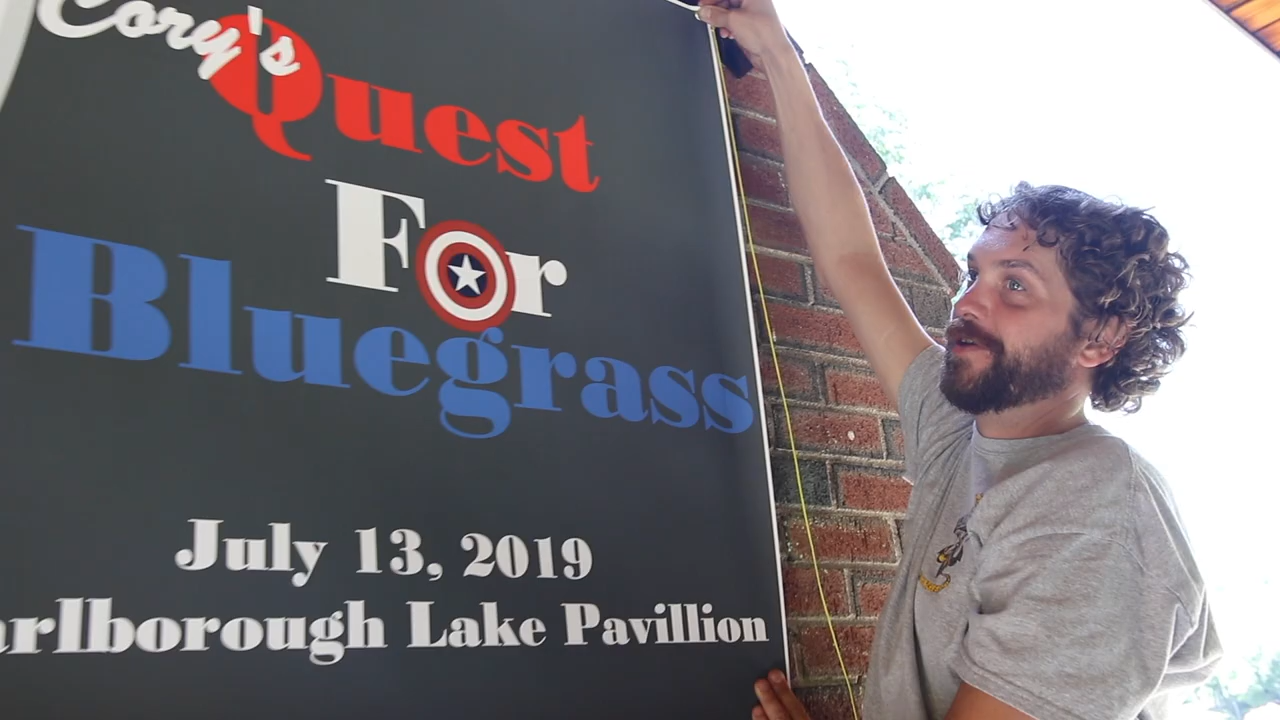 Cory's
Quest
For
Bluegrass
July 13, 2019
arlborough Lake Pavillion